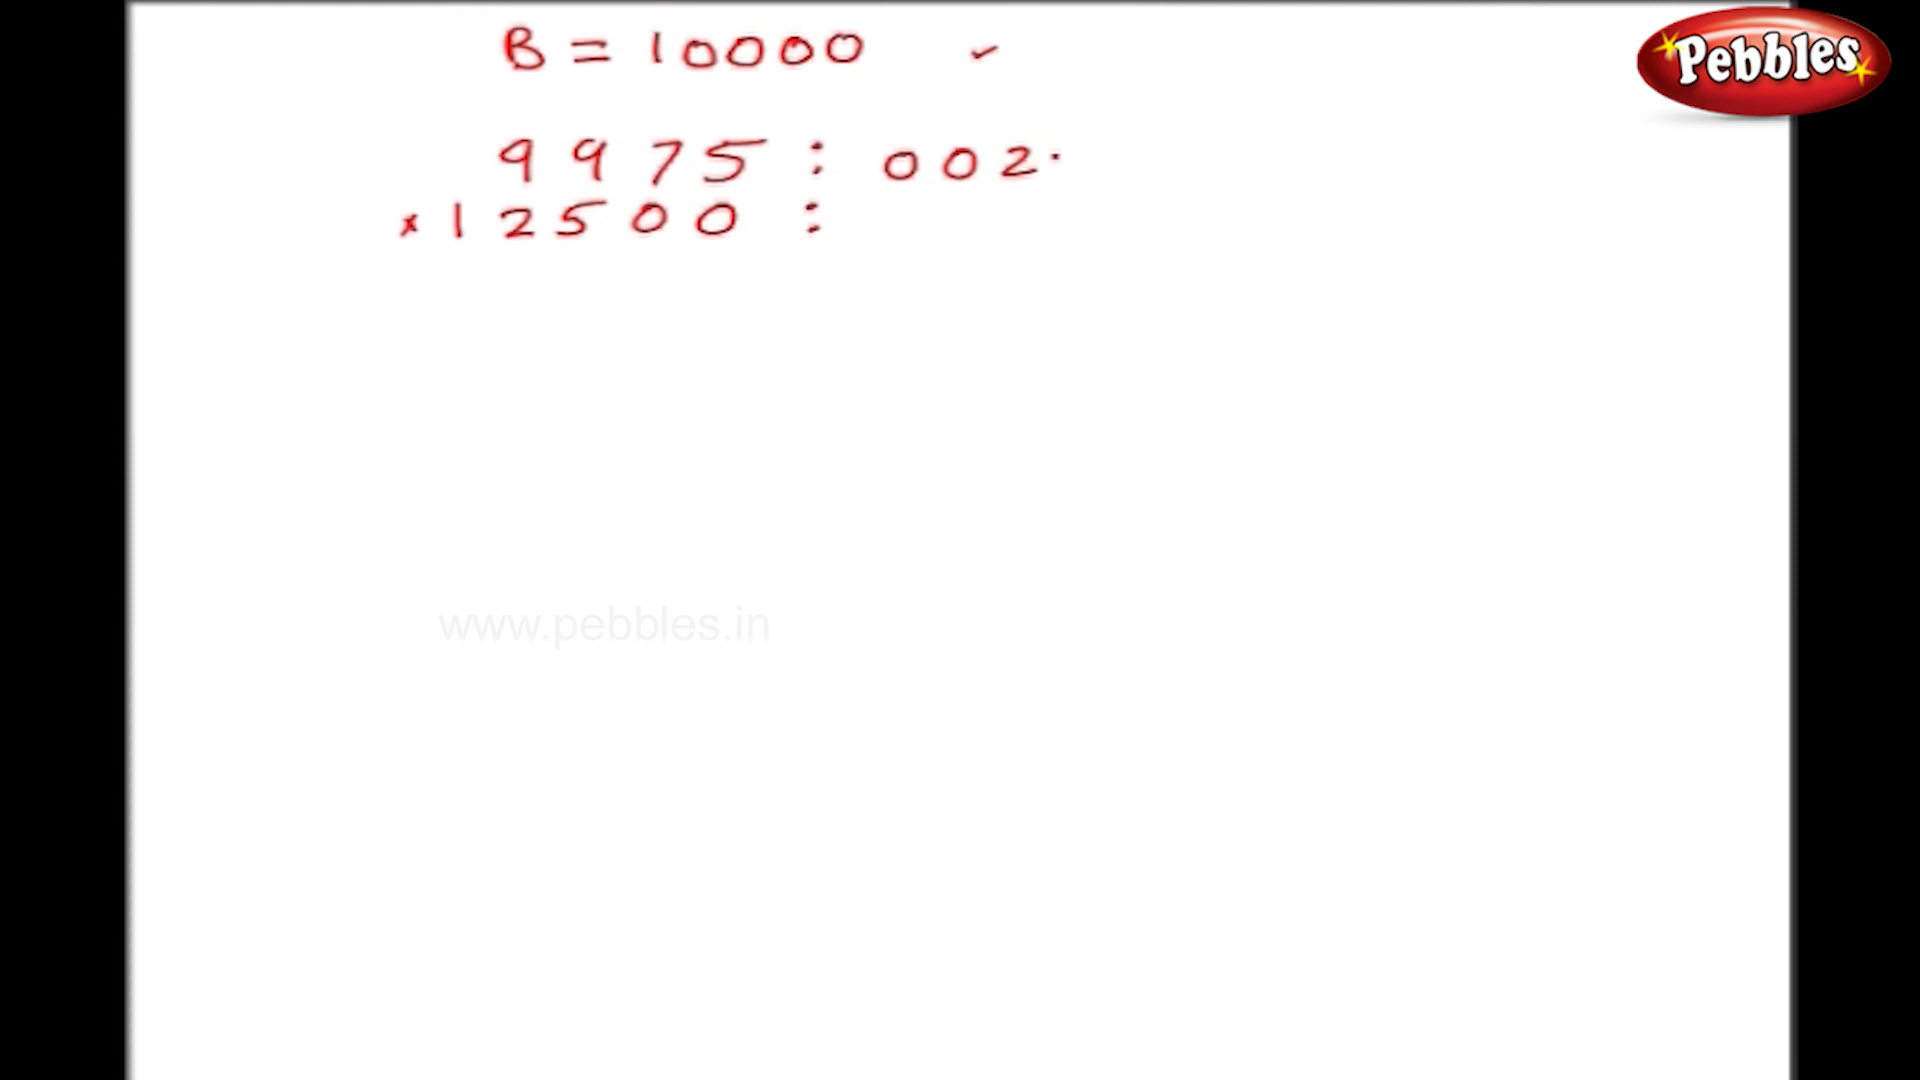 B = 10000
Pebbles
9975 : 002
×12500 :
www.pebbles.in